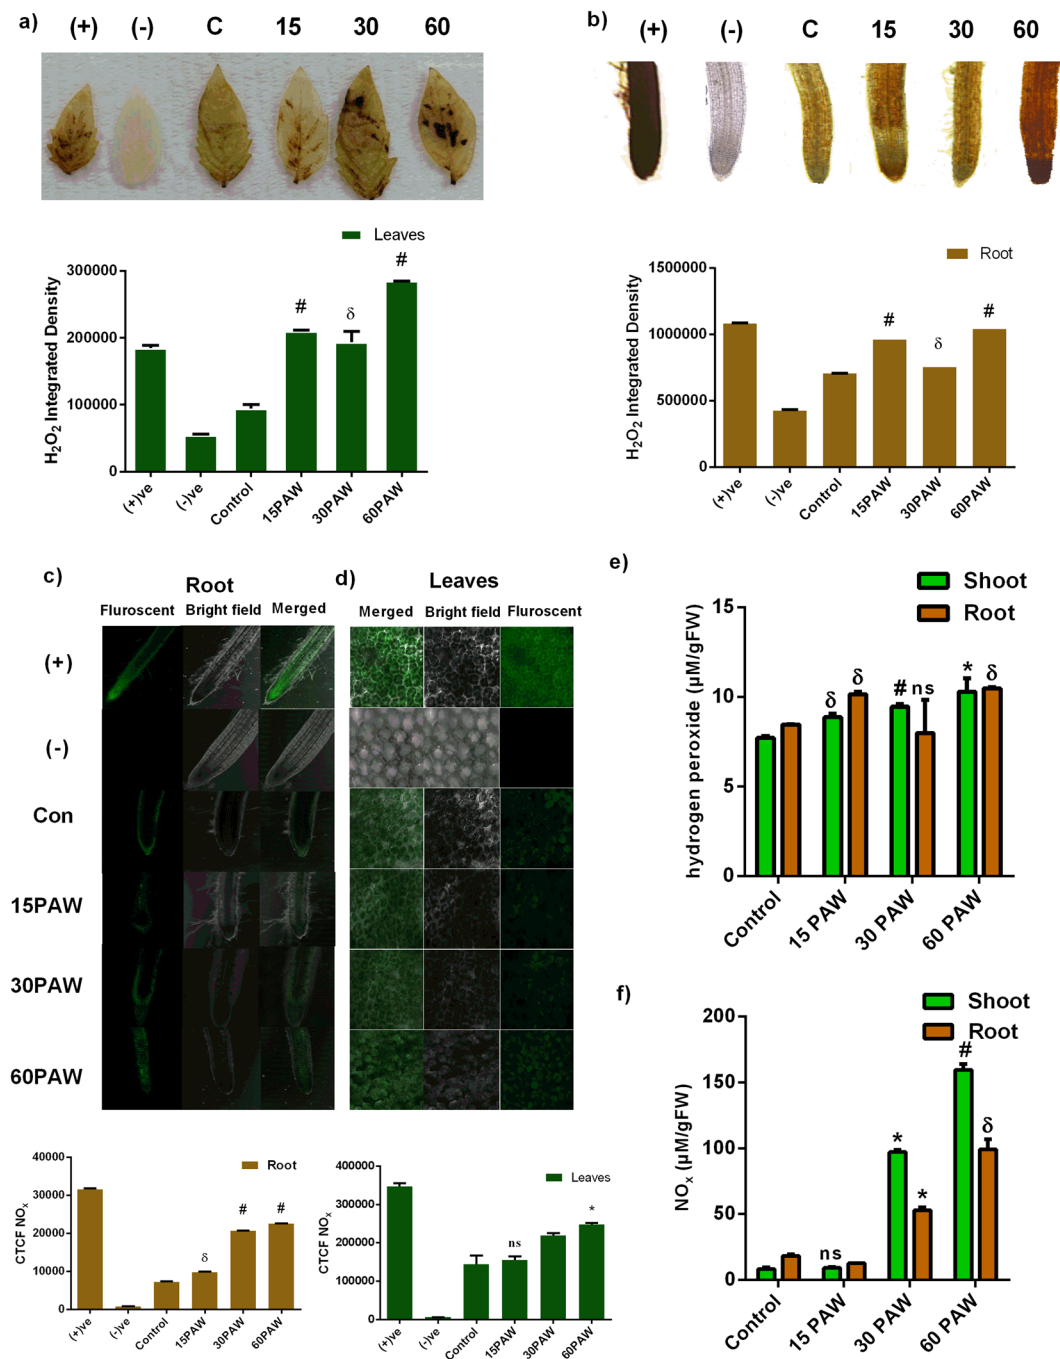 a)
(+) (-) C 15 30 60
Leaves
H₂O₂ Integrated Density
300000
200000
100000
0
# δ #
(+)ve (-)ve Control 15PAW 30PAW 60PAW
b)
(+) (-) C 15 30 60
Root
H₂O₂ Integrated Density
1500000
1000000
500000
0
# δ #
(+)ve (-)ve Control 15PAW 30PAW 60PAW
c)
Root
Fluroscent Bright field Merged
d)
Leaves
Merged Bright field Fluroscent
(+)
(-)
Con
15PAW
30PAW
60PAW
Root
CTCF NOₓ
40000
30000
20000
10000
0
δ # #
(+)ve (-)ve Control 15PAW 30PAW 60PAW
Leaves
CTCF NOₓ
400000
300000
200000
100000
0
ns *
(+)ve (-)ve Control 15PAW 30PAW 60PAW
e)
Shoot
Root
hydrogen peroxide (µM/gFW)
15
10
5
0
δ δ # ns * δ
Control 15 PAW 30 PAW 60 PAW
f)
Shoot
Root
NOₓ (µM/gFW)
200
150
100
50
0
ns * * # δ
Control 15 PAW 30 PAW 60 PAW